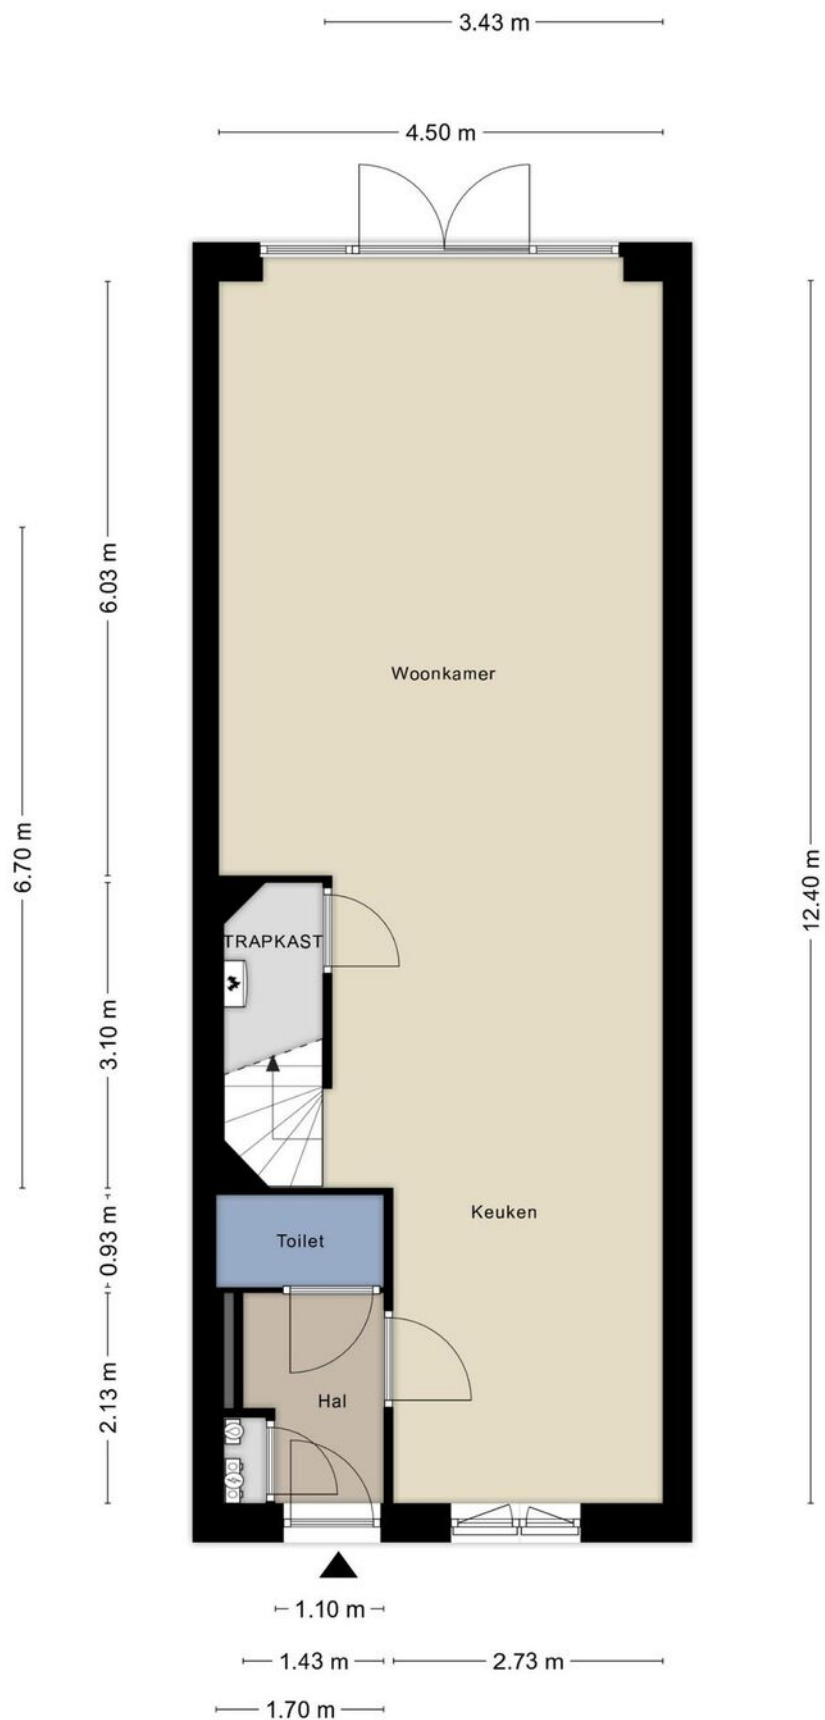 3.43 m
4.50 m
6.03 m
Woonkamer
6.70 m
12.40 m
TRAPKAST
3.10 m
Keuken
0.93 m
Toilet
2.13 m
Hal
1.10 m
1.43 m
2.73 m
1.70 m